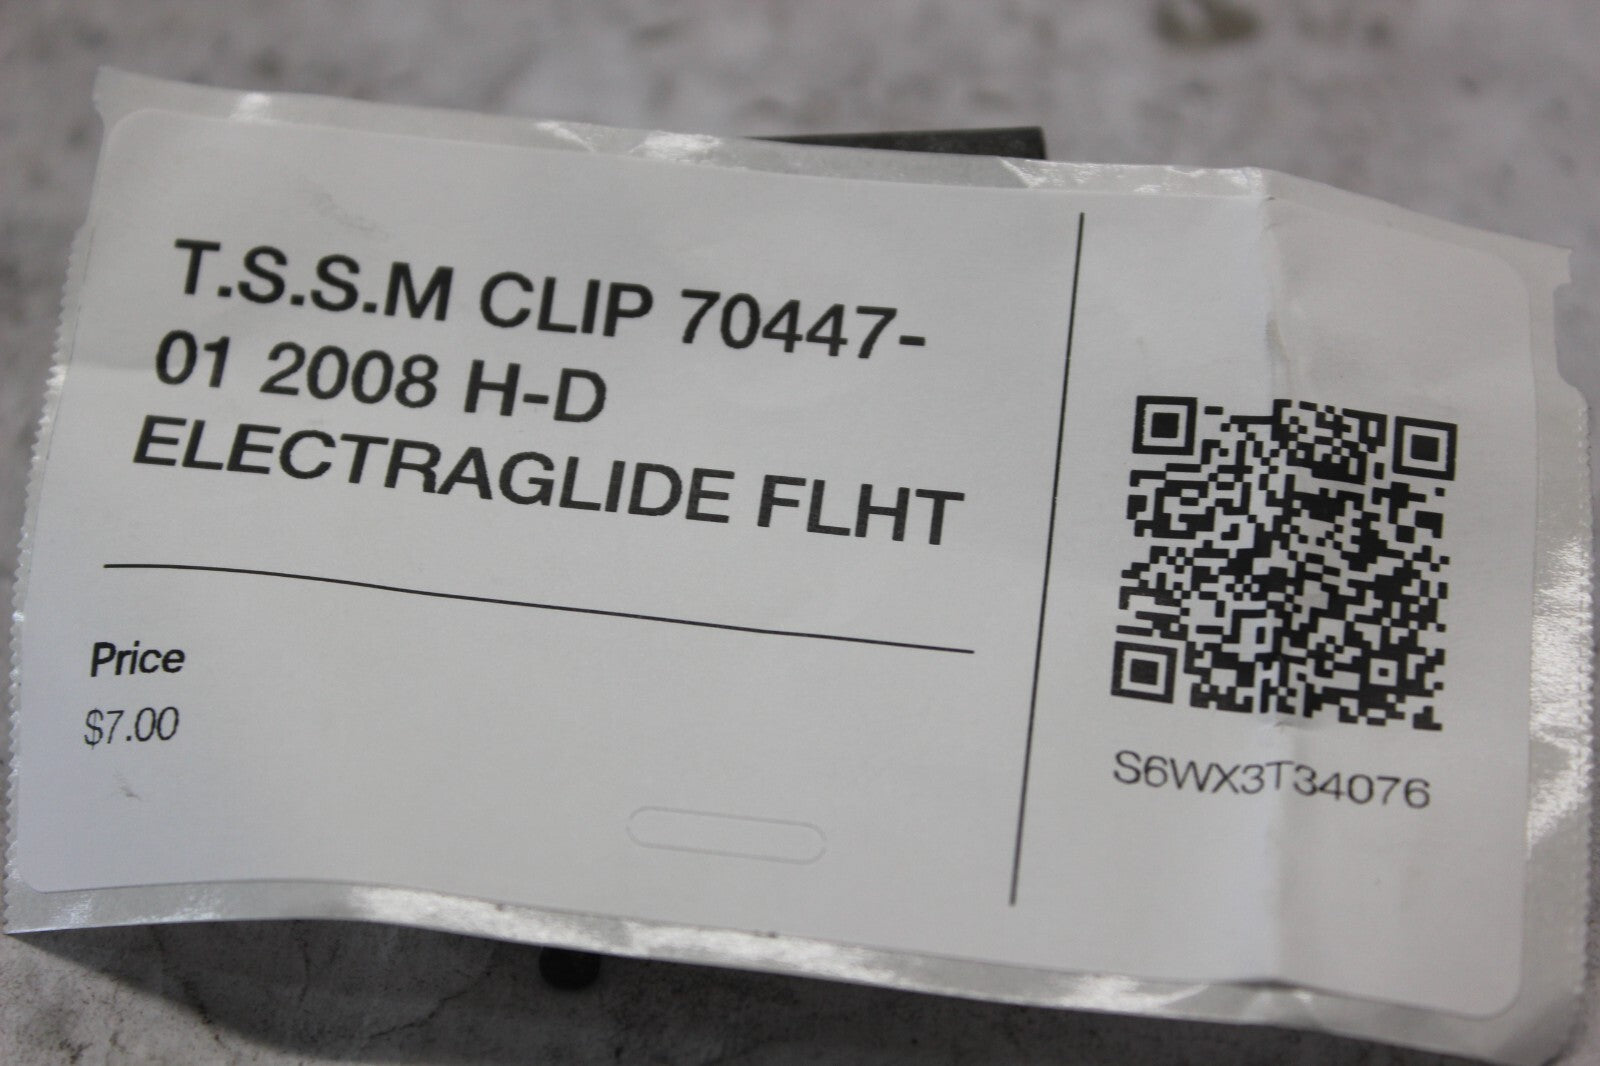 T.S.S.M CLIP 70447-
01 2008 H-D
ELECTRAGLIDE FLHT
Price
$7.00
S6WX3T34076